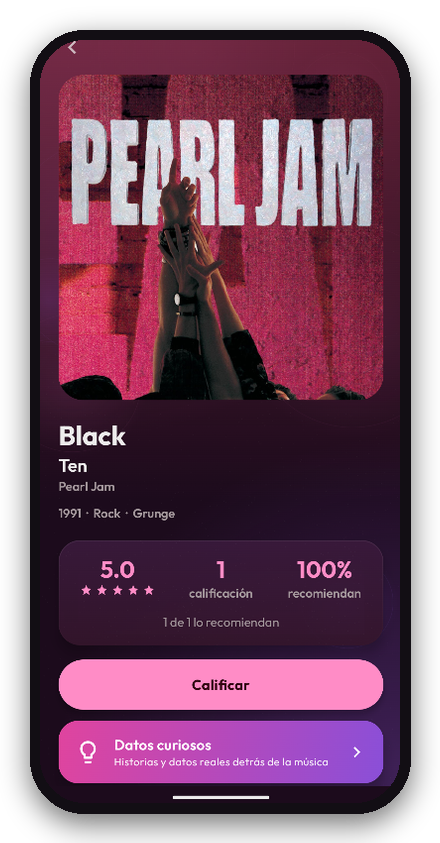 PEARL JAM
Black
Ten
Pearl Jam
1991 · Rock · Grunge
5.0 1 100%
calificación recomiendan
1 de 1 lo recomiendan
Calificar
Datos curiosos
Historias y datos reales detrás de la música